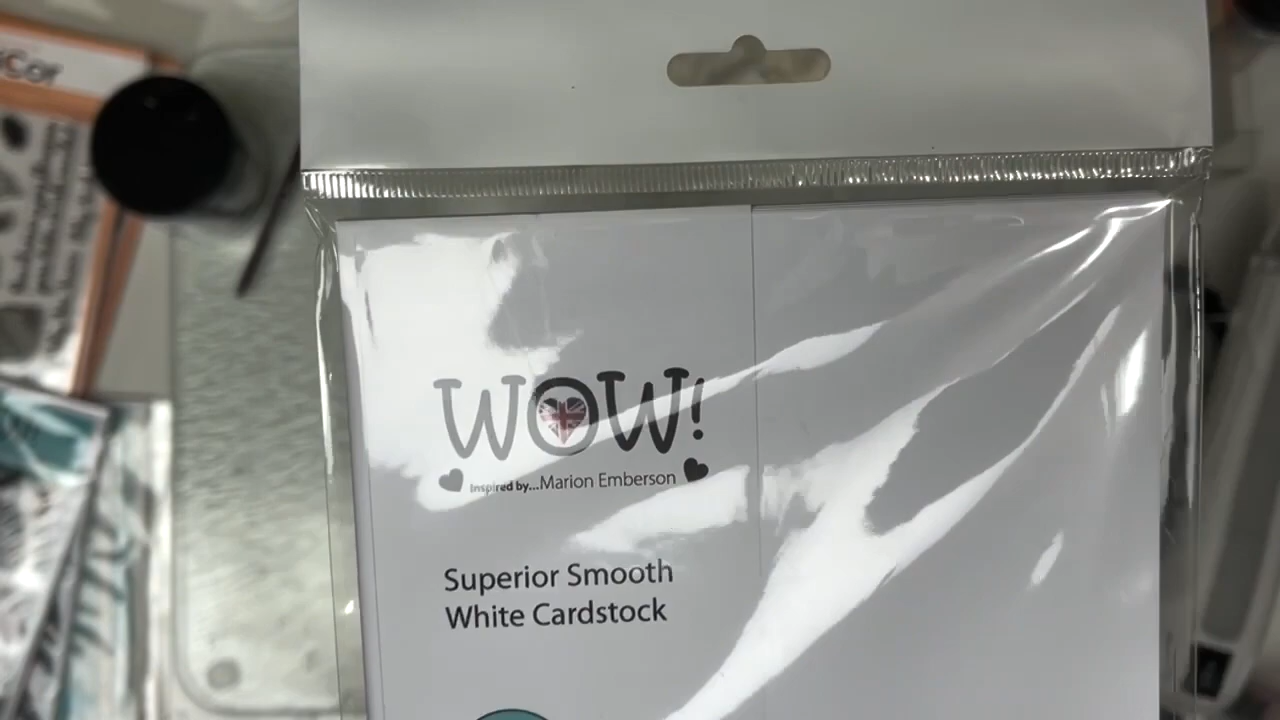 WOW!
Inspired by...Marion Emberson
Superior Smooth
White Cardstock